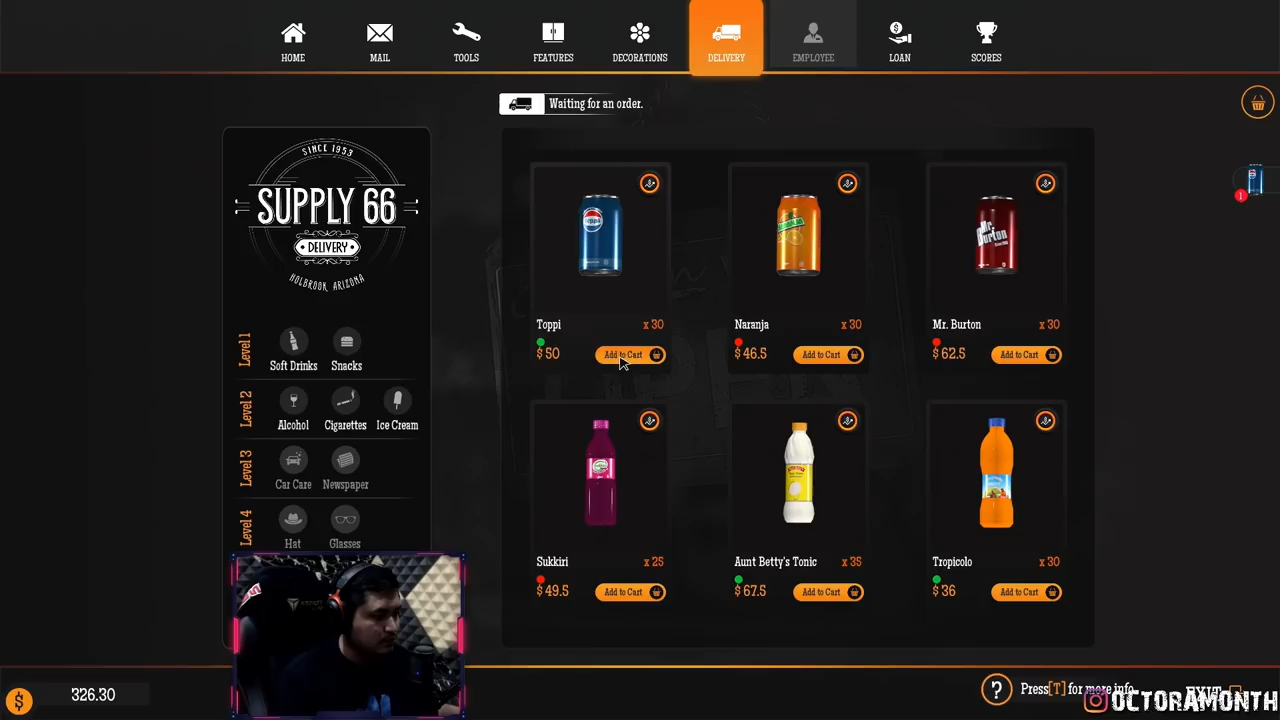 HOME
MAIL
TOOLS
FEATURES
DECORATIONS
DELIVERY
EMPLOYEE
LOAN
SCORES
Waiting for an order.
SINCE 1953
SUPPLY 66
DELIVERY
HOLBROOK ARIZONA
Level 1
Soft Drinks
Snacks
Level 2
Alcohol
Cigarettes
Ice Cream
Level 3
Car Care
Newspaper
Level 4
Hat
Glasses
Toppi x 30
$ 50 Add to Cart
Naranja x 30
$ 46.5 Add to Cart
Mr. Burton
Mr. Burton x 30
$ 62.5 Add to Cart
Sukkiri x 25
$ 49.5 Add to Cart
Aunt Betty's Tonic x 35
$ 67.5 Add to Cart
Tropicolo x 30
$ 36 Add to Cart
1
$ 326.30
? Press[T] for more info.
OCTORAMONTH